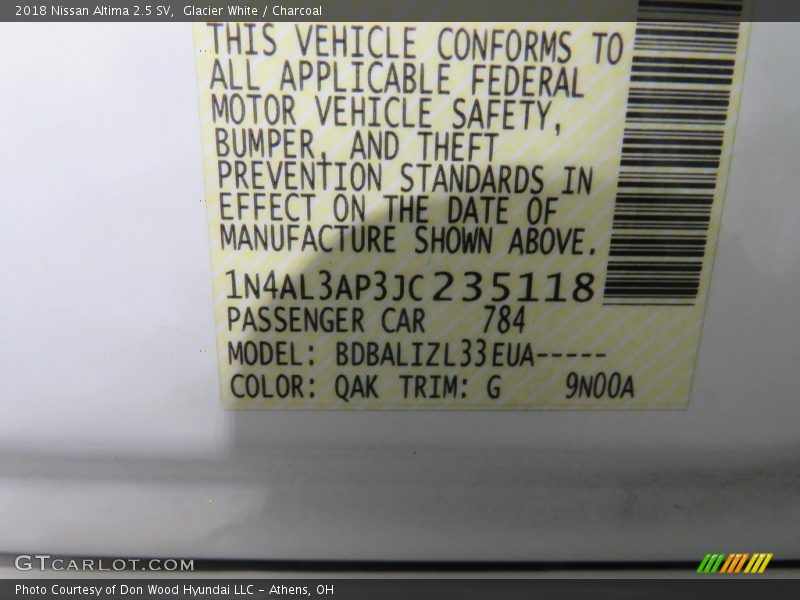 2018 Nissan Altima 2.5 SV,  Glacier White / Charcoal
THIS VEHICLE CONFORMS TO
ALL APPLICABLE FEDERAL
MOTOR VEHICLE SAFETY,
BUMPER, AND THEFT
PREVENTION STANDARDS IN
EFFECT ON THE DATE OF
MANUFACTURE SHOWN ABOVE.
1N4AL3AP3JC235118
PASSENGER CAR 784
MODEL: BDBALIZL33EUA-----
COLOR: QAK TRIM: G 9N00A
GTCARLOT.COM
Photo Courtesy of Don Wood Hyundai LLC – Athens, OH